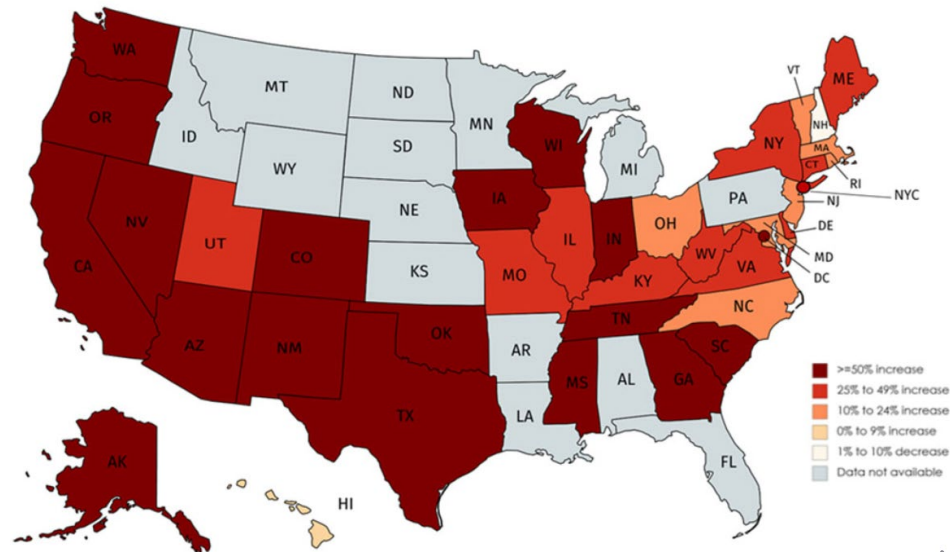 WA
MT
ND
MN
OR
ID
SD
WI
MI
VT
ME
NH
NY
MA
CT
RI
WY
NE
IA
PA
NYC
NJ
NV
UT
CO
KS
MO
IL
IN
OH
WV
VA
DE
MD
DC
CA
KY
NC
AZ
NM
OK
AR
TN
SC
TX
LA
MS
AL
GA
FL
AK
HI
>=50% increase
25% to 49% increase
10% to 24% increase
0% to 9% increase
1% to 10% decrease
Data not available